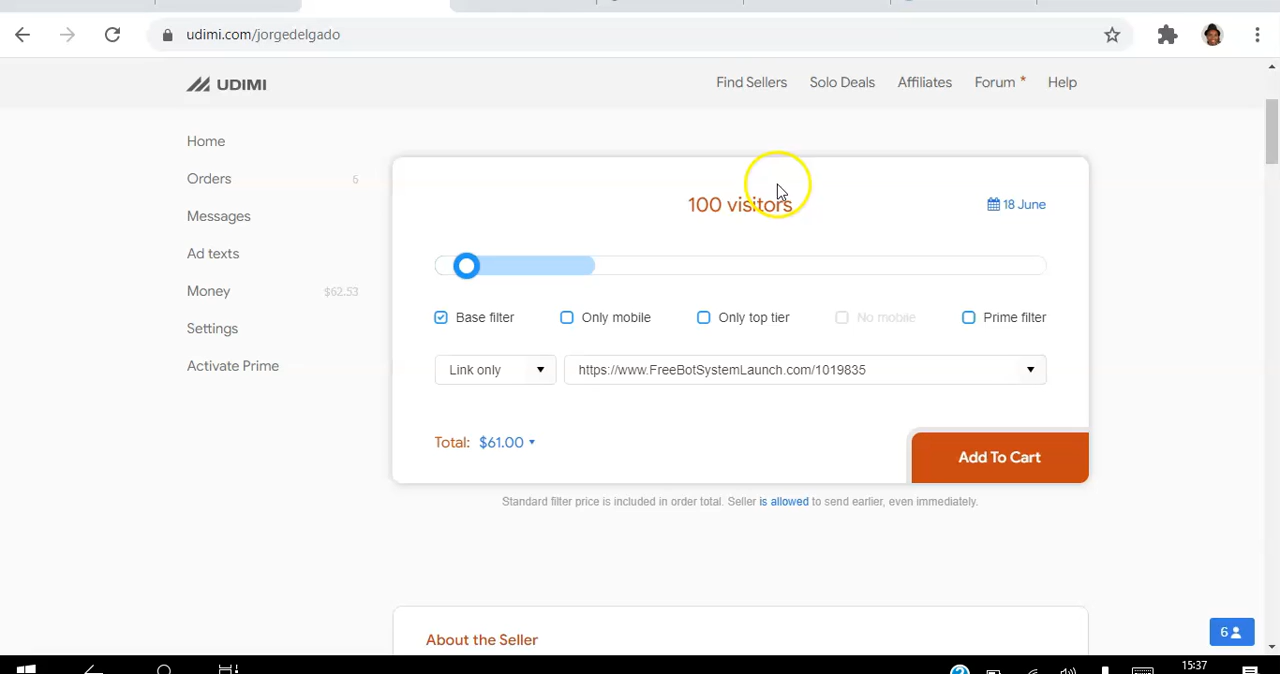 udimi.com/jorgedelgado
UDIMI
Find Sellers Solo Deals Affiliates Forum * Help
Home
Orders 6
Messages
Ad texts
Money $62.53
Settings
Activate Prime
100 visitors
18 June
Base filter Only mobile Only top tier No mobile Prime filter
Link only https://www.FreeBotSystemLaunch.com/1019835
Total: $61.00
Add To Cart
Standard filter price is included in order total. Seller is allowed to send earlier, even immediately.
About the Seller
6
15:37